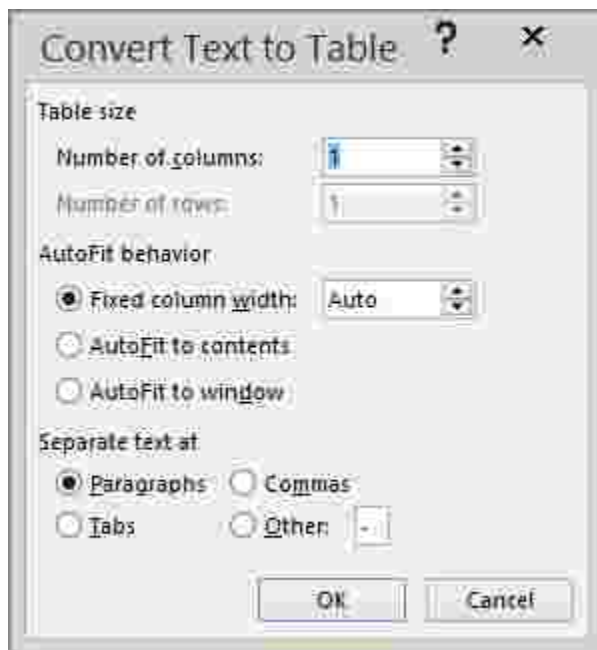 Convert Text to Table ? ×
Table size
Number of columns: 1
Number of rows: 1
AutoFit behavior
Fixed column width: Auto
AutoFit to contents
AutoFit to window
Separate text at
Paragraphs Commas
Tabs Other: -
OK Cancel